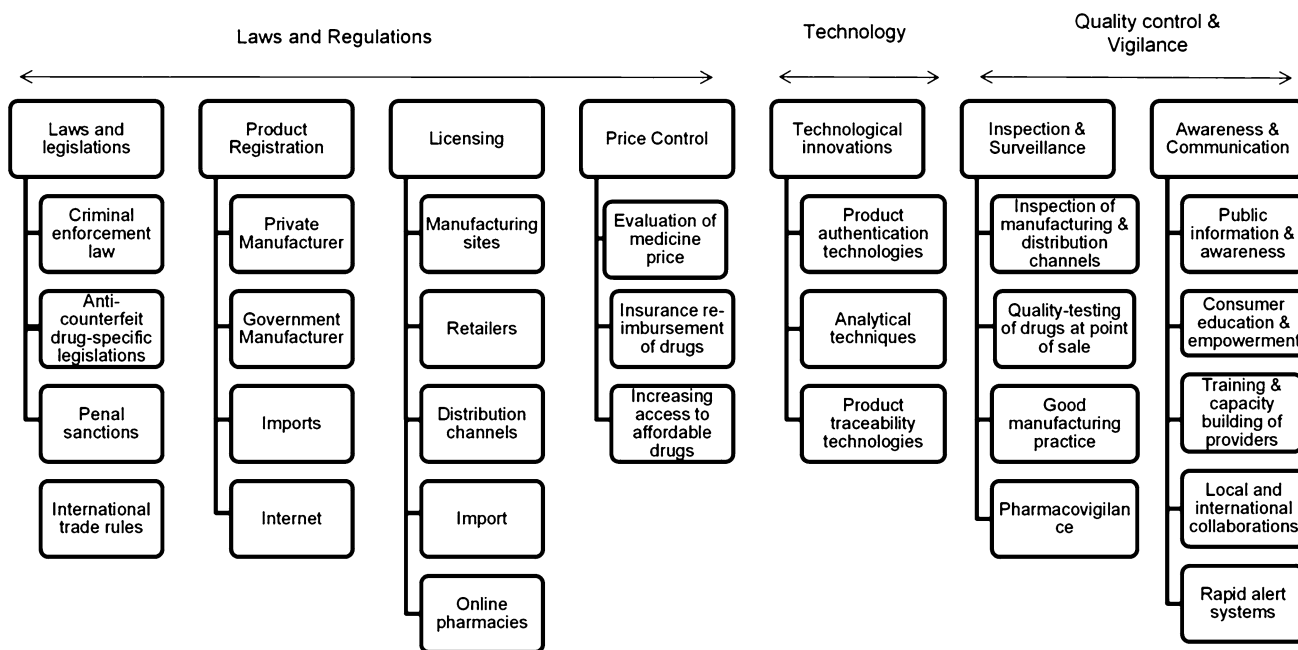 Laws and Regulations
Technology
Quality control &
Vigilance
Laws and
legislations
Criminal
enforcement
law
Anti-
counterfeit
drug-specific
legislations
Penal
sanctions
International
trade rules
Product
Registration
Private
Manufacturer
Government
Manufacturer
Imports
Internet
Licensing
Manufacturing
sites
Retailers
Distribution
channels
Import
Online
pharmacies
Price Control
Evaluation of
medicine
price
Insurance re-
imbursement
of drugs
Increasing
access to
affordable
drugs
Technological
innovations
Product
authentication
technologies
Analytical
techniques
Product
traceability
technologies
Inspection &
Surveillance
Inspection of
manufacturing &
distribution
channels
Quality-testing
of drugs at point
of sale
Good
manufacturing
practice
Pharmacovigilan
ce
Awareness &
Communication
Public
information &
awareness
Consumer
education &
empowerment
Training &
capacity
building of
providers
Local and
international
collaborations
Rapid alert
systems